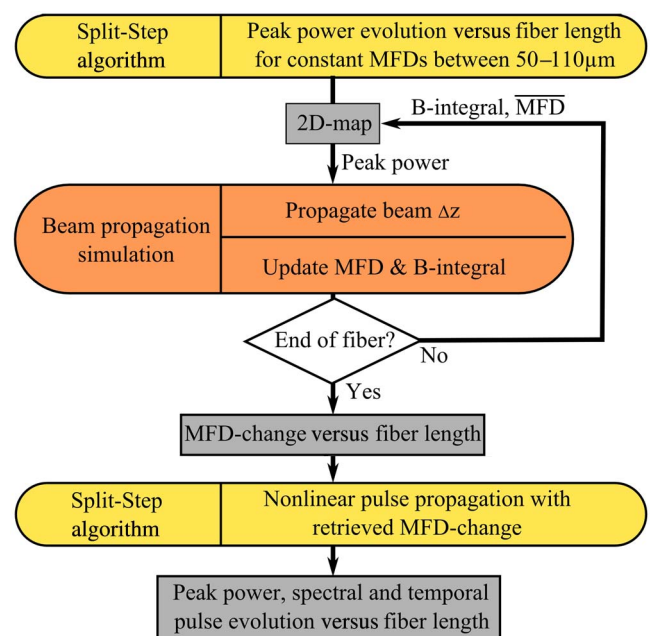 Split-Step
algorithm
Peak power evolution versus fiber length
for constant MFDs between 50–110µm
2D-map
B-integral, MFD
Peak power
Beam propagation
simulation
Propagate beam Δz
Update MFD & B-integral
End of fiber?
No
Yes
MFD-change versus fiber length
Split-Step
algorithm
Nonlinear pulse propagation with
retrieved MFD-change
Peak power, spectral and temporal
pulse evolution versus fiber length